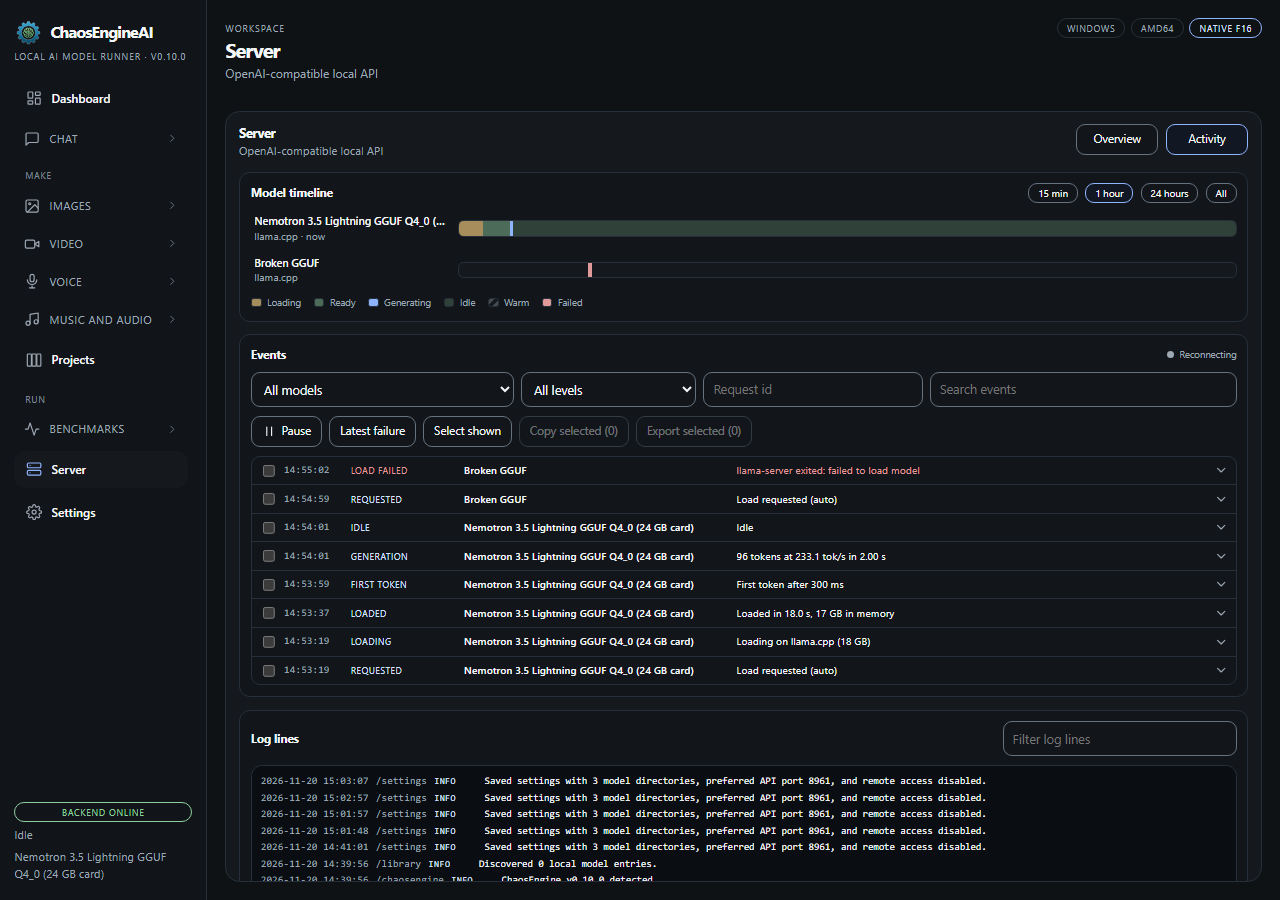 ChaosEngineAI
LOCAL AI MODEL RUNNER · V0.10.0
Dashboard
CHAT
MAKE
IMAGES
VIDEO
VOICE
MUSIC AND AUDIO
Projects
RUN
BENCHMARKS
Server
Settings
BACKEND ONLINE
Idle
Nemotron 3.5 Lightning GGUF
Q4_0 (24 GB card)
WORKSPACE
Server
OpenAI-compatible local API
WINDOWS AMD64 NATIVE F16
Server
OpenAI-compatible local API
Overview Activity
Model timeline
15 min 1 hour 24 hours All
Nemotron 3.5 Lightning GGUF Q4_0 (...
llama.cpp · now
Broken GGUF
llama.cpp
Loading Ready Generating Idle Warm Failed
Events
Reconnecting
All models All levels Request id Search events
Pause Latest failure Select shown Copy selected (0) Export selected (0)
14:55:02 LOAD FAILED Broken GGUF llama-server exited: failed to load model
14:54:59 REQUESTED Broken GGUF Load requested (auto)
14:54:01 IDLE Nemotron 3.5 Lightning GGUF Q4_0 (24 GB card) Idle
14:54:01 GENERATION Nemotron 3.5 Lightning GGUF Q4_0 (24 GB card) 96 tokens at 233.1 tok/s in 2.00 s
14:53:59 FIRST TOKEN Nemotron 3.5 Lightning GGUF Q4_0 (24 GB card) First token after 300 ms
14:53:37 LOADED Nemotron 3.5 Lightning GGUF Q4_0 (24 GB card) Loaded in 18.0 s, 17 GB in memory
14:53:19 LOADING Nemotron 3.5 Lightning GGUF Q4_0 (24 GB card) Loading on llama.cpp (18 GB)
14:53:19 REQUESTED Nemotron 3.5 Lightning GGUF Q4_0 (24 GB card) Load requested (auto)
Log lines
Filter log lines
2026-11-20 15:03:07 /settings INFO Saved settings with 3 model directories, preferred API port 8961, and remote access disabled.
2026-11-20 15:02:57 /settings INFO Saved settings with 3 model directories, preferred API port 8961, and remote access disabled.
2026-11-20 15:01:57 /settings INFO Saved settings with 3 model directories, preferred API port 8961, and remote access disabled.
2026-11-20 15:01:48 /settings INFO Saved settings with 3 model directories, preferred API port 8961, and remote access disabled.
2026-11-20 14:41:01 /settings INFO Saved settings with 3 model directories, preferred API port 8961, and remote access disabled.
2026-11-20 14:39:56 /library INFO Discovered 0 local model entries.
2026-11-20 14:39:56 /chaosengine INFO ChaosEngine v0.10.0 detected